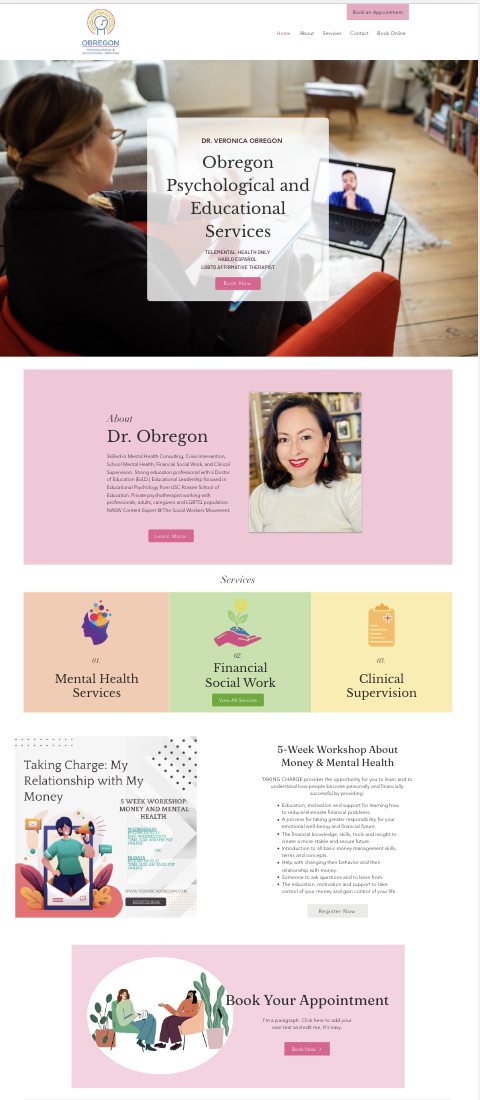 Book an Appointment
OBREGON
PSYCHOLOGICAL &
EDUCATIONAL SERVICES
Home About Services Contact Book Online
DR. VERONICA OBREGON
Obregon
Psychological and
Educational
Services
TELEMENTAL HEALTH ONLY
HABLO ESPAÑOL
LGBTQ AFFIRMATIVE THERAPIST
Book Now
About
Dr. Obregon
Skilled in Mental Health Consulting, Crisis Intervention,
School Mental Health, Financial Social Work, and Clinical
Supervision. Strong education professional with a Doctor
of Education (Ed.D.) Educational Leadership focused in
Educational Psychology from USC Rossier School of
Education. Private psychotherapist working with
professionals, adults, caregivers and LGBTQ population.
NASW Content Expert @ The Social Workers Movement.
Learn More
Services
01.
Mental Health
Services
02.
Financial
Social Work
View All Services
03.
Clinical
Supervision
Taking Charge: My
Relationship with My
Money
5 WEEK WORKSHOP:
MONEY AND MENTAL
HEALTH
WEDNESDAYS
ONLINE
OR
FRIDAYS
ONLINE
REGISTER NOW
5-Week Workshop About
Money & Mental Health
TAKING CHARGE provides the opportunity for you to learn and to
understand how people become personally and financially
successful by providing:
Education, motivation and support for learning how
to reduce/eliminate financial problems.
A process for taking greater responsibility for your
emotional well-being and financial future.
The financial knowledge, skills, tools and insight to
create a more stable and secure future.
Introduction to all basic money management skills,
terms and concepts.
Help with changing their behavior and then
relationship with money.
Someone to ask questions and to learn from.
The education, motivation and support to take
control of your money and gain control of your life.
Register Now
Book Your Appointment
I'm a paragraph. Click here to add your
own text and edit me. It's easy.
Book Now >